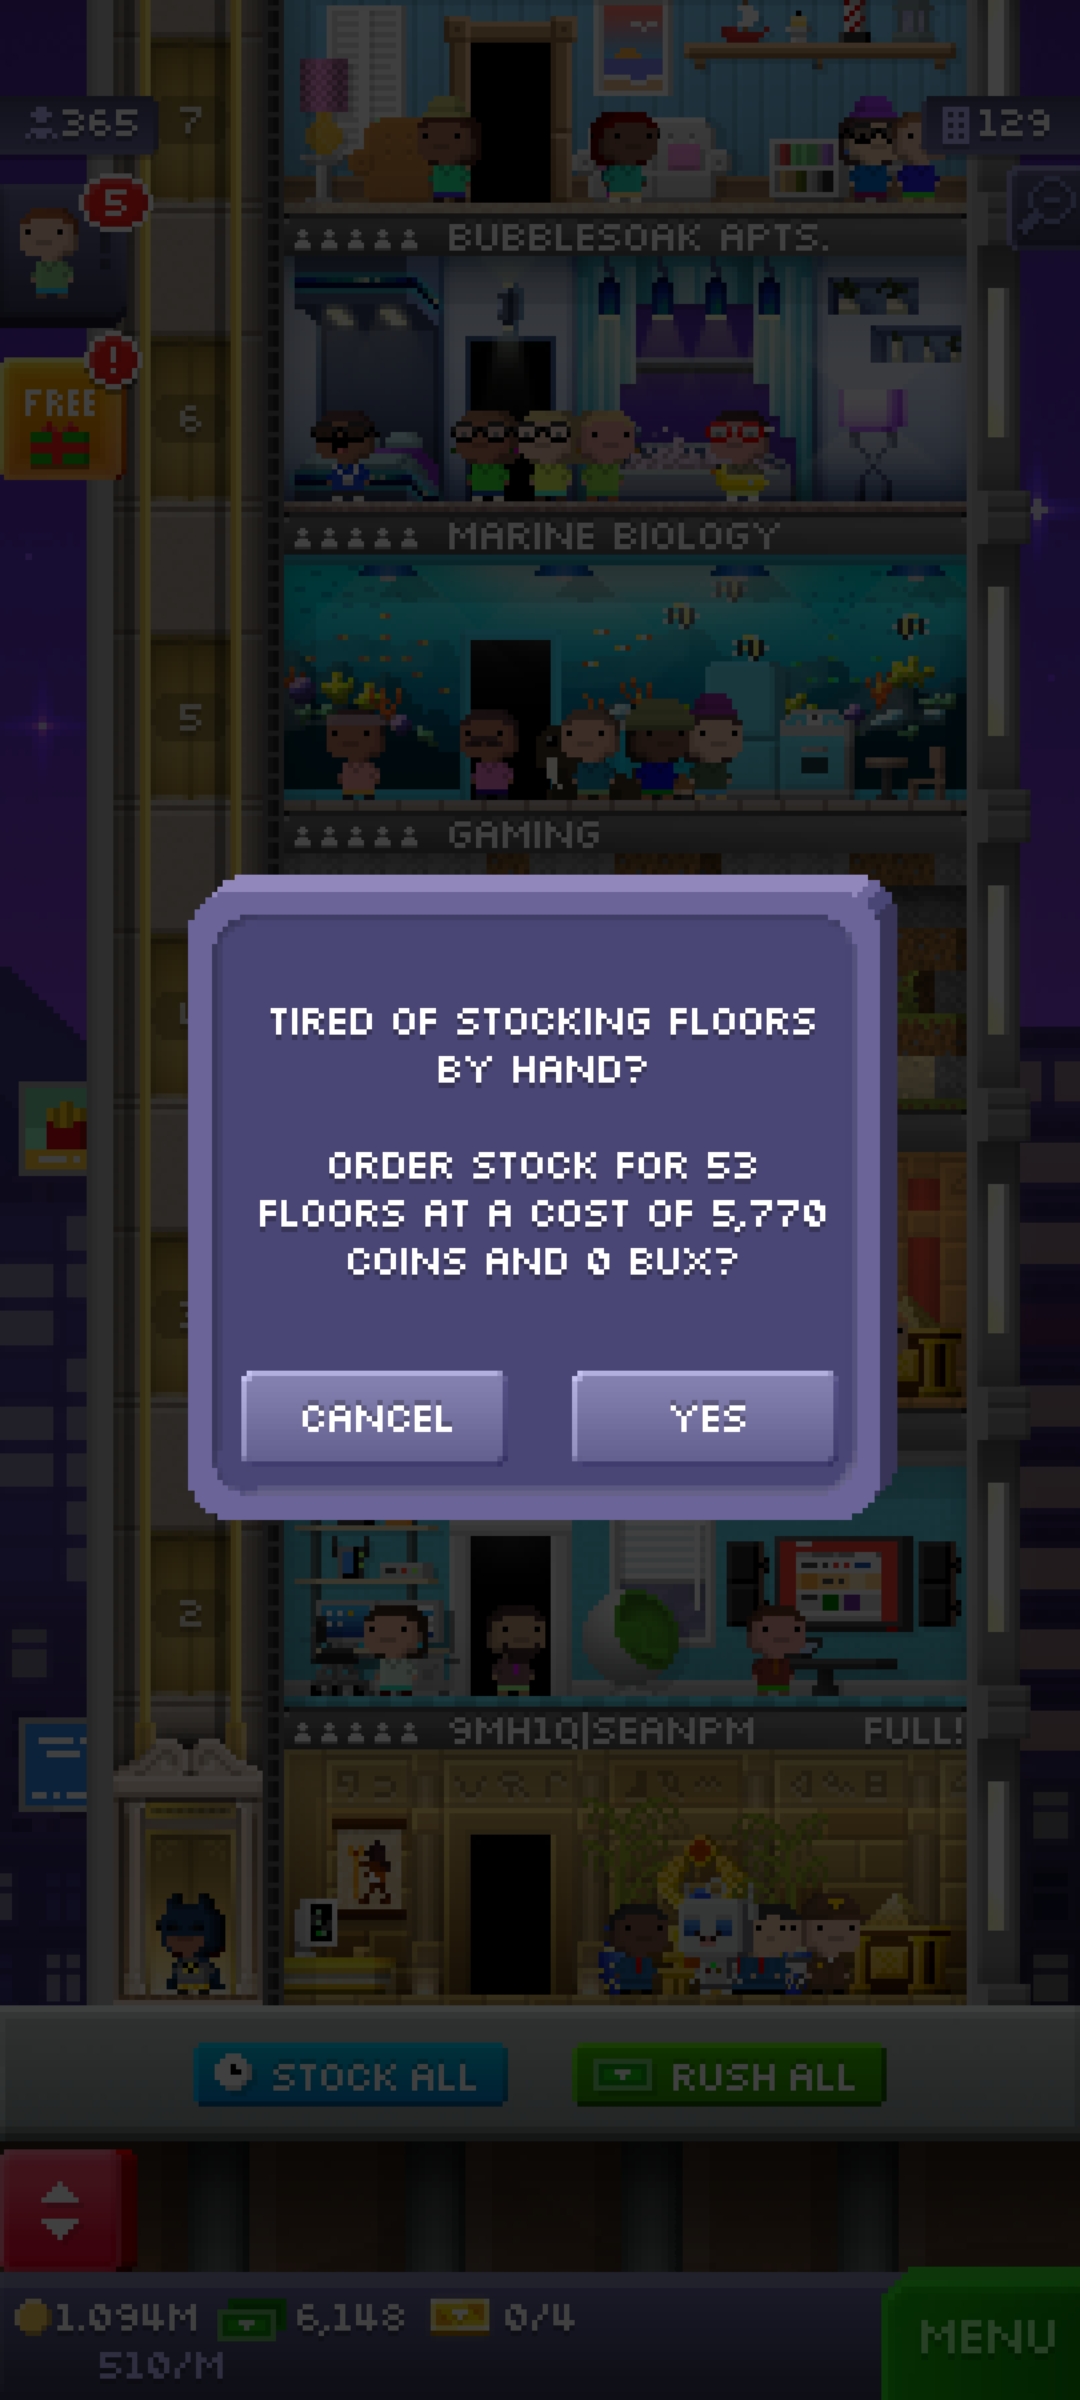 365
7
129
5
BUBBLESOAK APTS.
!
FREE
6
MARINE BIOLOGY
5
GAMING
TIRED OF STOCKING FLOORS
BY HAND?
ORDER STOCK FOR 53
FLOORS AT A COST OF 5,770
COINS AND 0 BUX?
CANCEL
YES
2
9MH1Q|SEANPM
FULL!
STOCK ALL
RUSH ALL
1.094M
6,148
0/4
510/M
MENU